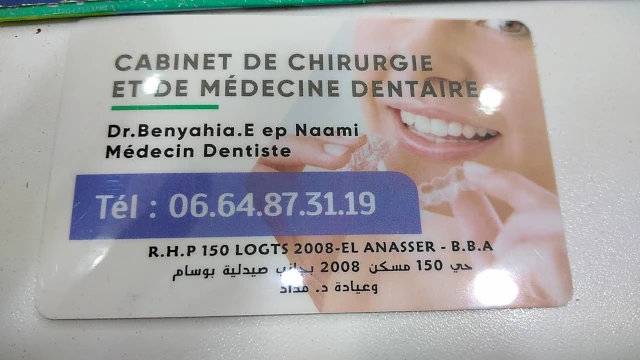 CABINET DE CHIRURGIE
ET DE MÉDECINE DENTAIRE
Dr.Benyahia.E ep Naami
Médecin Dentiste
Tél : 06.64.87.31.19
R.H.P 150 LOGTS 2008-EL ANASSER - B.B.A
حي 150 مسكن 2008 بجانب صيدلية بوسام
وعيادة د. مداد